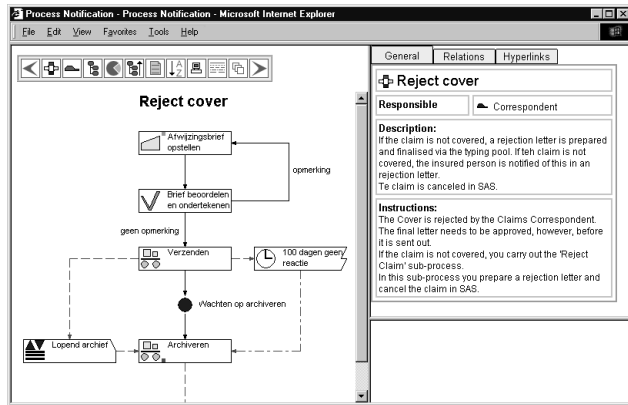 Process Notification - Process Notification - Microsoft Internet Explorer
File Edit View Favorites Tools Help
Reject cover
Afwijzingsbrief
opstellen
opmerking
Brief beoordelen
en ondertekenen
geen opmerking
Verzenden
100 dagen geen
reactie
Wachten op archiveren
Lopend archief
Archiveren
General Relations Hyperlinks
Reject cover
Responsible Correspondent
Description:
If the claim is not covered, a rejection letter is prepared
and finalised via the typing pool. If teh claim is not
covered, the insured person is notified of this in an
rejection letter.
Te claim is canceled in SAS.
Instructions:
The Cover is rejected by the Claims Correspondent.
The final letter needs to be approved, however, before
it is sent out.
If the claim is not covered, you carry out the 'Reject
Claim' sub-process.
In this sub-process you prepare a rejection letter and
cancel the claim in SAS.